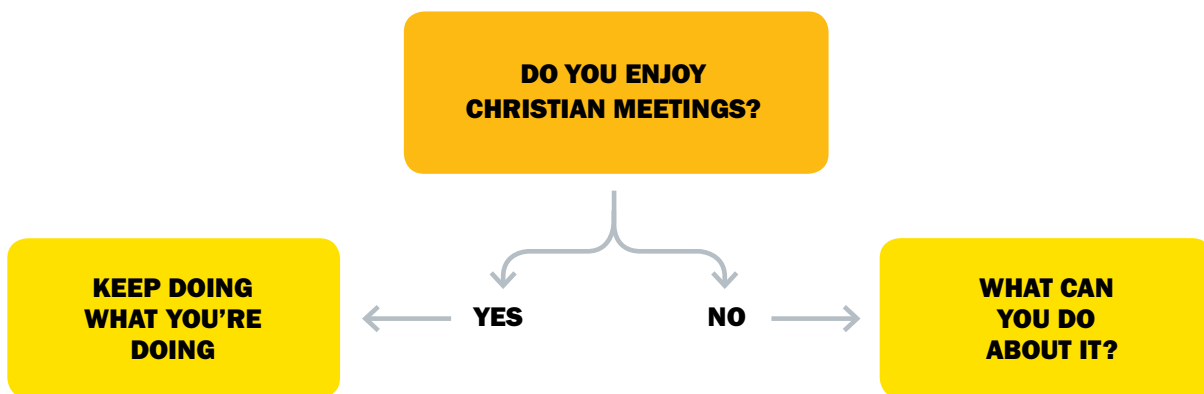 DO YOU ENJOY
CHRISTIAN MEETINGS?
KEEP DOING
WHAT YOU’RE
DOING
YES
NO
WHAT CAN
YOU DO
ABOUT IT?